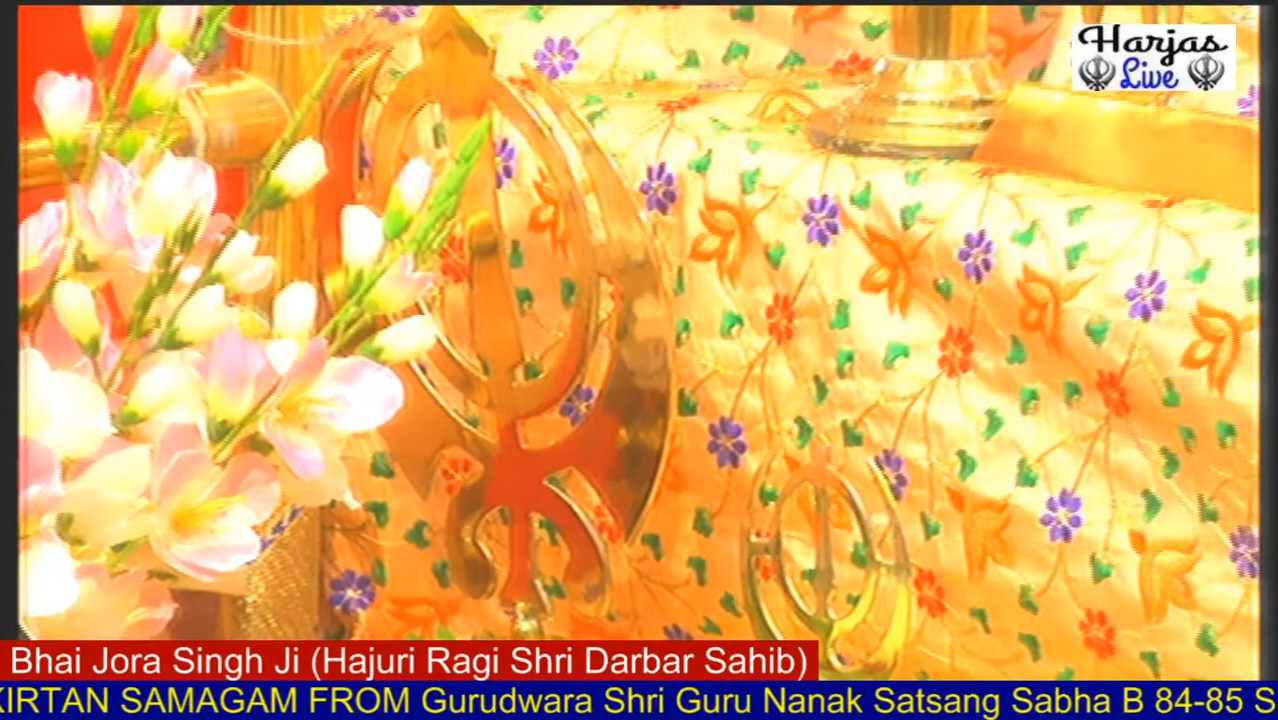 Harjas
Live
Bhai Jora Singh Ji (Hajuri Ragi Shri Darbar Sahib)
KIRTAN SAMAGAM FROM Gurudwara Shri Guru Nanak Satsang Sabha B 84-85 S